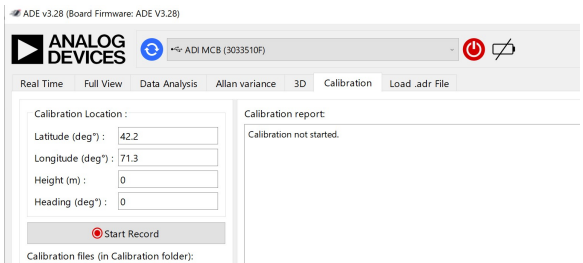 ADE v3.28 (Board Firmware: ADE V3.28)
ANALOG
DEVICES
ADI MCB (3033510F)
Real Time Full View Data Analysis Allan variance 3D Calibration Load .adr File
Calibration Location :
Latitude (deg°) : 42.2
Longitude (deg°) : 71.3
Height (m) : 0
Heading (deg°) : 0
Start Record
Calibration files (in Calibration folder):
Calibration report:
Calibration not started.